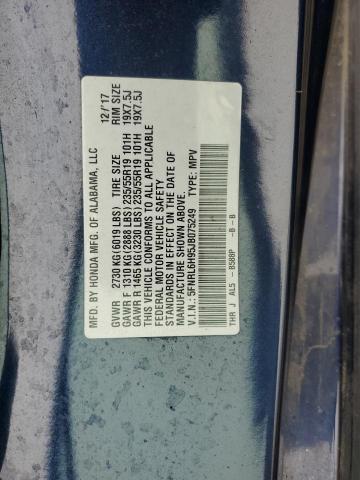 MFD. BY HONDA MFG. OF ALABAMA, LLC 12/'17
GVWR 2730 KG (6019 LBS) TIRE SIZE RIM SIZE
GAWR F 1310 KG (2888 LBS) 235/55R19 101H 19X7.5J
GAWR R 1465 KG (3230 LBS) 235/55R19 101H 19X7.5J
THIS VEHICLE CONFORMS TO ALL APPLICABLE
FEDERAL MOTOR VEHICLE SAFETY
STANDARDS IN EFFECT ON THE DATE OF
MANUFACTURE SHOWN ABOVE.
V.I.N.: 5FNRL6H95JB075249 TYPE: MPV
THR J AL5 – B588P -B - B